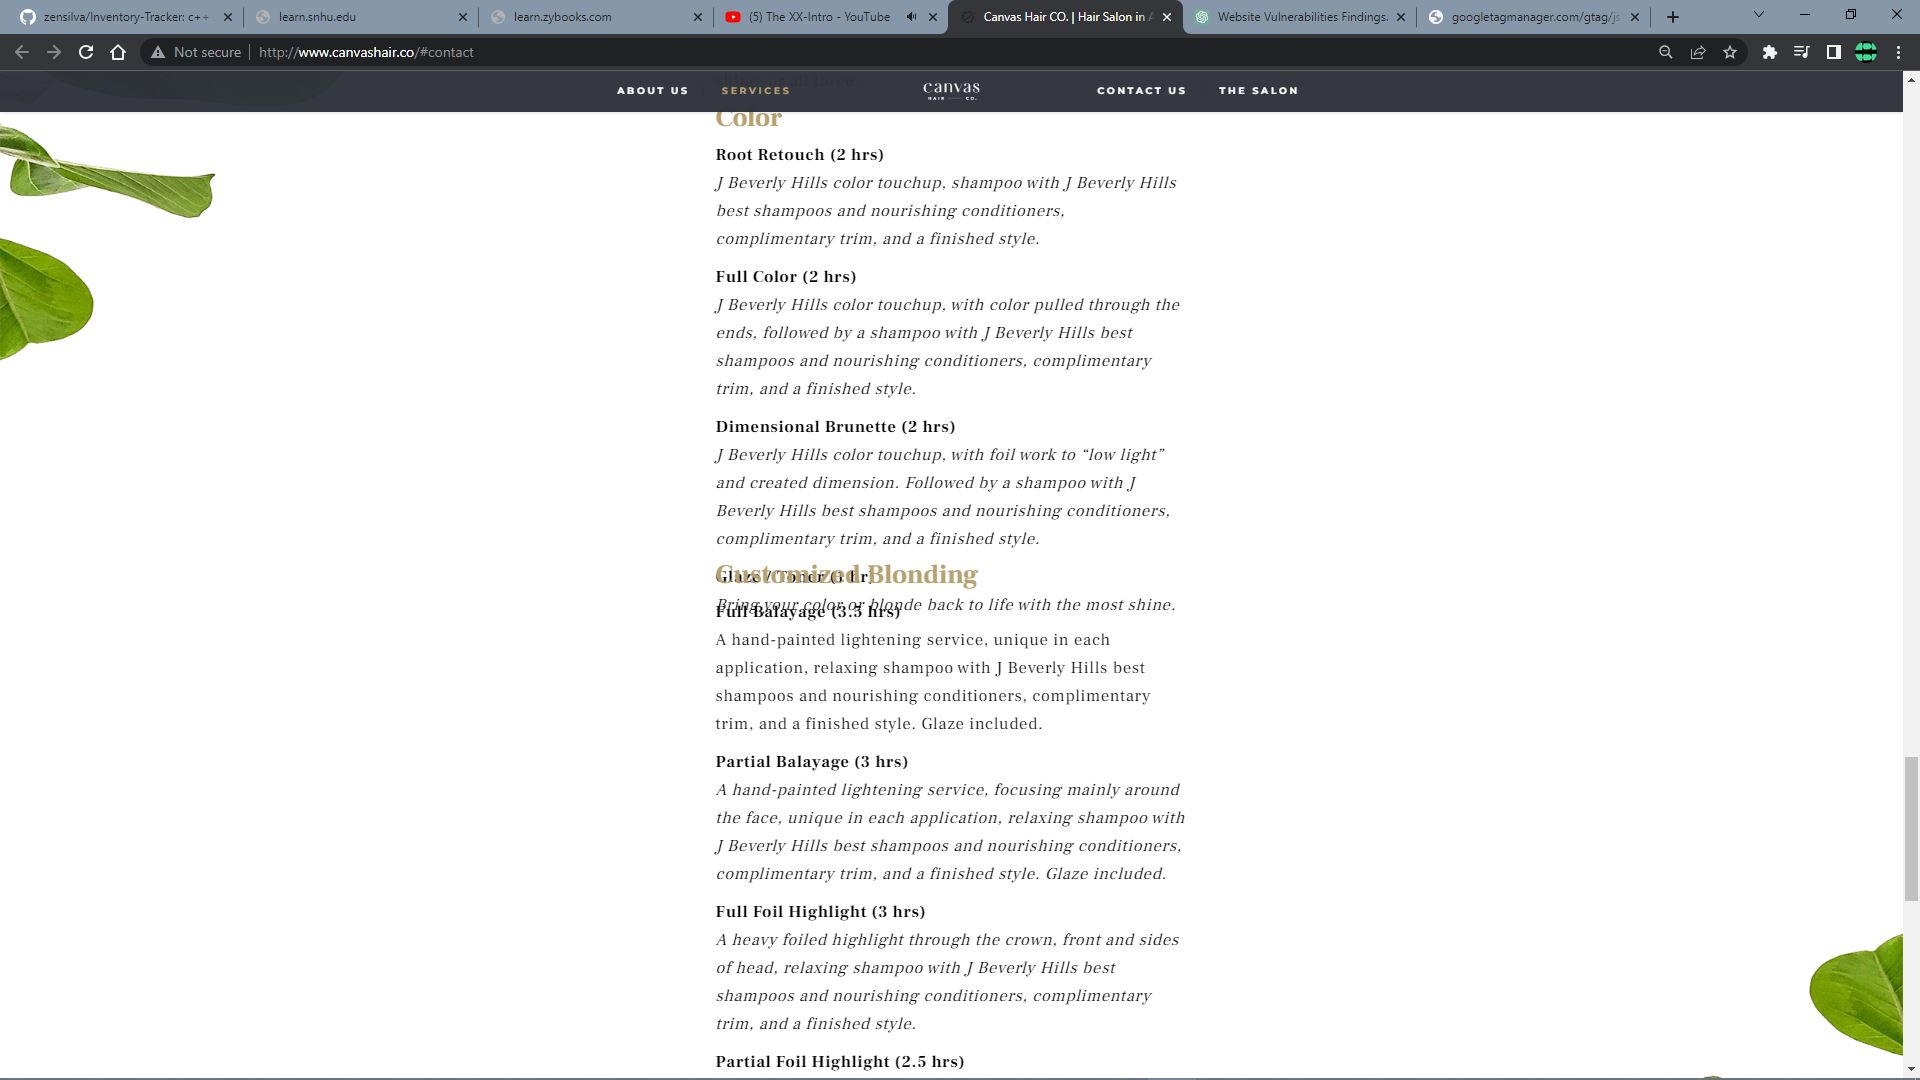 zensilva/Inventory-Tracker: c++
learn.snhu.edu
learn.zybooks.com
(5) The XX-Intro - YouTube
Canvas Hair CO. | Hair Salon in
Website Vulnerabilities Findings.
googletagmanager.com/gtag/js
Not secure
http://www.canvashair.co/#contact
ABOUT US
SERVICES
canvas
HAIR CO.
CONTACT US
THE SALON
Color
Root Retouch (2 hrs)
J Beverly Hills color touchup, shampoo with J Beverly Hills
best shampoos and nourishing conditioners,
complimentary trim, and a finished style.
Full Color (2 hrs)
J Beverly Hills color touchup, with color pulled through the
ends, followed by a shampoo with J Beverly Hills best
shampoos and nourishing conditioners, complimentary
trim, and a finished style.
Dimensional Brunette (2 hrs)
J Beverly Hills color touchup, with foil work to “low light”
and created dimension. Followed by a shampoo with J
Beverly Hills best shampoos and nourishing conditioners,
complimentary trim, and a finished style.
Customized Blonding
Glaze / Toner (1 hr)
Bring your color or blonde back to life with the most shine.
Full Balayage (3.5 hrs)
A hand-painted lightening service, unique in each
application, relaxing shampoo with J Beverly Hills best
shampoos and nourishing conditioners, complimentary
trim, and a finished style. Glaze included.
Partial Balayage (3 hrs)
A hand-painted lightening service, focusing mainly around
the face, unique in each application, relaxing shampoo with
J Beverly Hills best shampoos and nourishing conditioners,
complimentary trim, and a finished style. Glaze included.
Full Foil Highlight (3 hrs)
A heavy foiled highlight through the crown, front and sides
of head, relaxing shampoo with J Beverly Hills best
shampoos and nourishing conditioners, complimentary
trim, and a finished style.
Partial Foil Highlight (2.5 hrs)